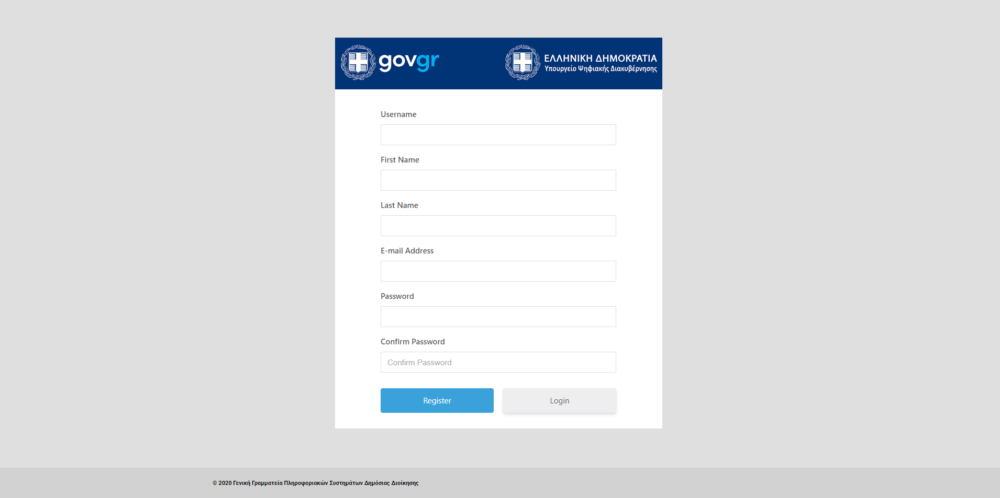 govgr
ΕΛΛΗΝΙΚΗ ΔΗΜΟΚΡΑΤΙΑ
Υπουργείο Ψηφιακής Διακυβέρνησης
Username
First Name
Last Name
E-mail Address
Password
Confirm Password
Confirm Password
Register
Login
© 2020 Γενική Γραμματεία Πληροφοριακών Συστημάτων Δημόσιας Διοίκησης